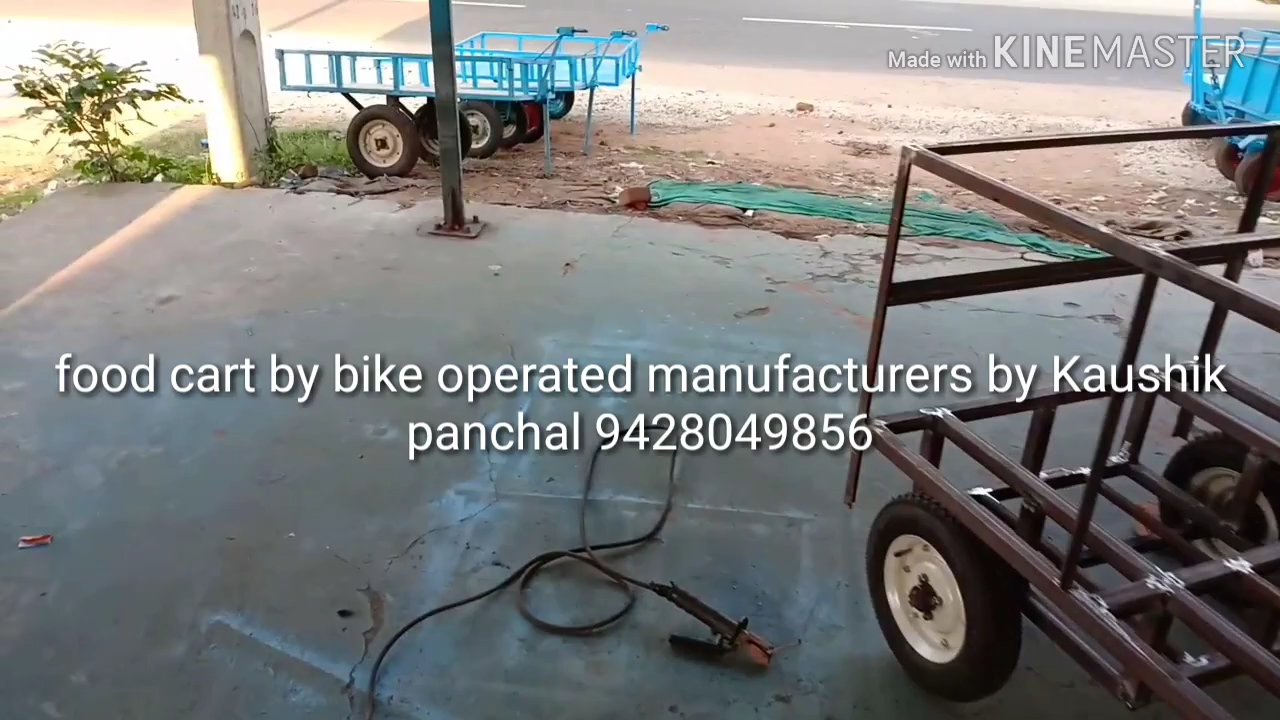 Made with KINEMASTER
food cart by bike operated manufacturers by Kaushik
panchal 9428049856